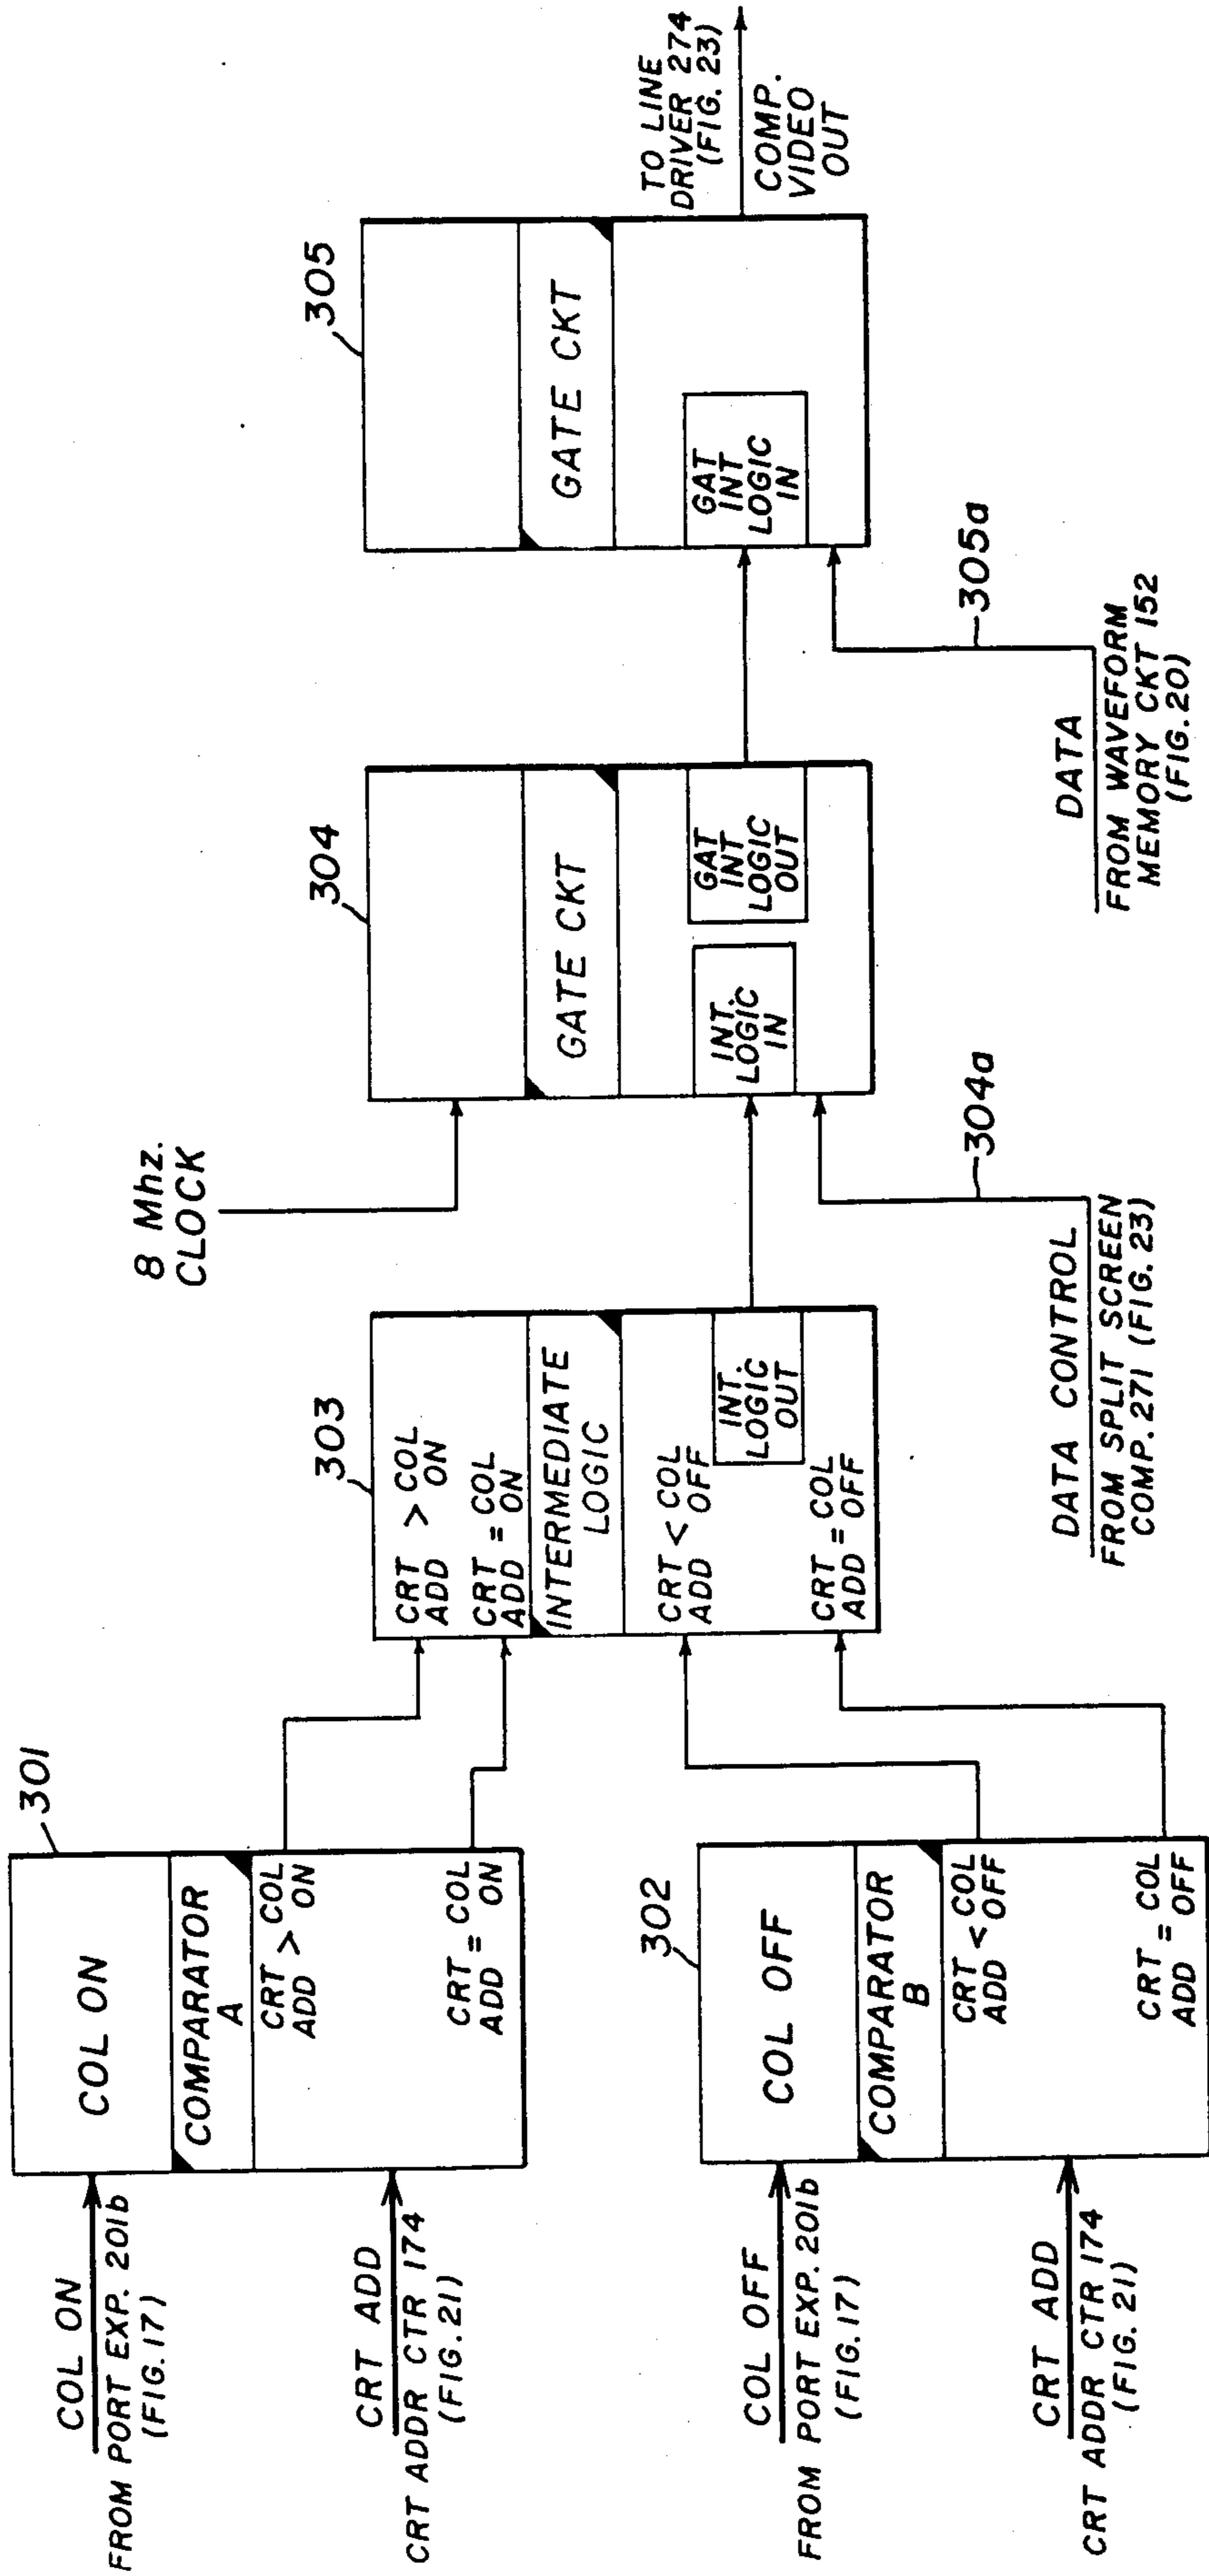 COL ON
FROM PORT EXP. 201b
(FIG. 17)
CRT ADD
CRT ADDR CTR 174
(FIG. 21)
301
COL ON
COMPARATOR
A
CRT > COL
ADD ON
CRT = COL
ADD ON
COL OFF
FROM PORT EXP. 201b
(FIG. 17)
CRT ADD
CRT ADDR CTR 174
(FIG. 21)
302
COL OFF
COMPARATOR
B
CRT < COL
ADD OFF
CRT = COL
ADD OFF
303
CRT > COL
ADD ON
CRT = COL
ADD ON
INTERMEDIATE
LOGIC
CRT < COL
ADD OFF
INT.
LOGIC
OUT
CRT = COL
ADD OFF
8 Mhz.
CLOCK
304
GATE CKT
INT.
LOGIC
IN
GAT
INT
LOGIC
OUT
304a
DATA CONTROL
FROM SPLIT SCREEN
COMP. 271 (FIG. 23)
305
GATE CKT
GAT
INT
LOGIC
IN
305a
DATA
FROM WAVEFORM
MEMORY CKT 152
(FIG. 20)
TO LINE
DRIVER 274
(FIG. 23)
COMP.
VIDEO
OUT